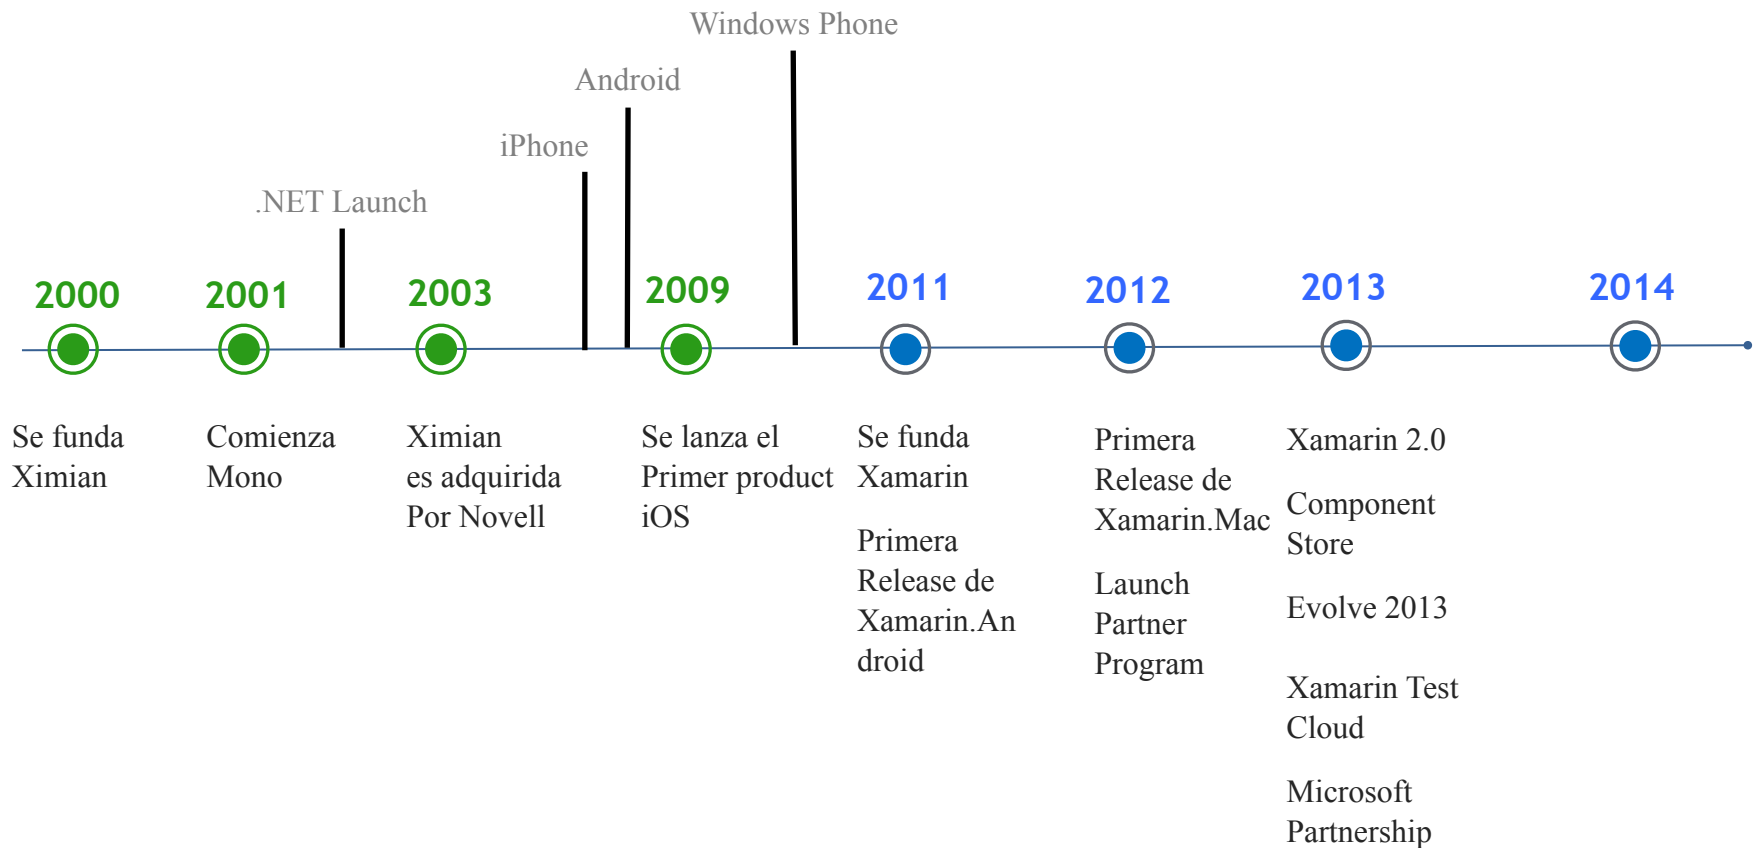 Windows Phone
Android
iPhone
.NET Launch
2000
2001
2003
2009
2011
2012
2013
2014
Se funda
Ximian
Comienza
Mono
Ximian
es adquirida
Por Novell
Se lanza el
Primer product
iOS
Se funda
Xamarin
Primera
Release de
Xamarin.An
droid
Primera
Release de
Xamarin.Mac
Launch
Partner
Program
Xamarin 2.0
Component
Store
Evolve 2013
Xamarin Test
Cloud
Microsoft
Partnership